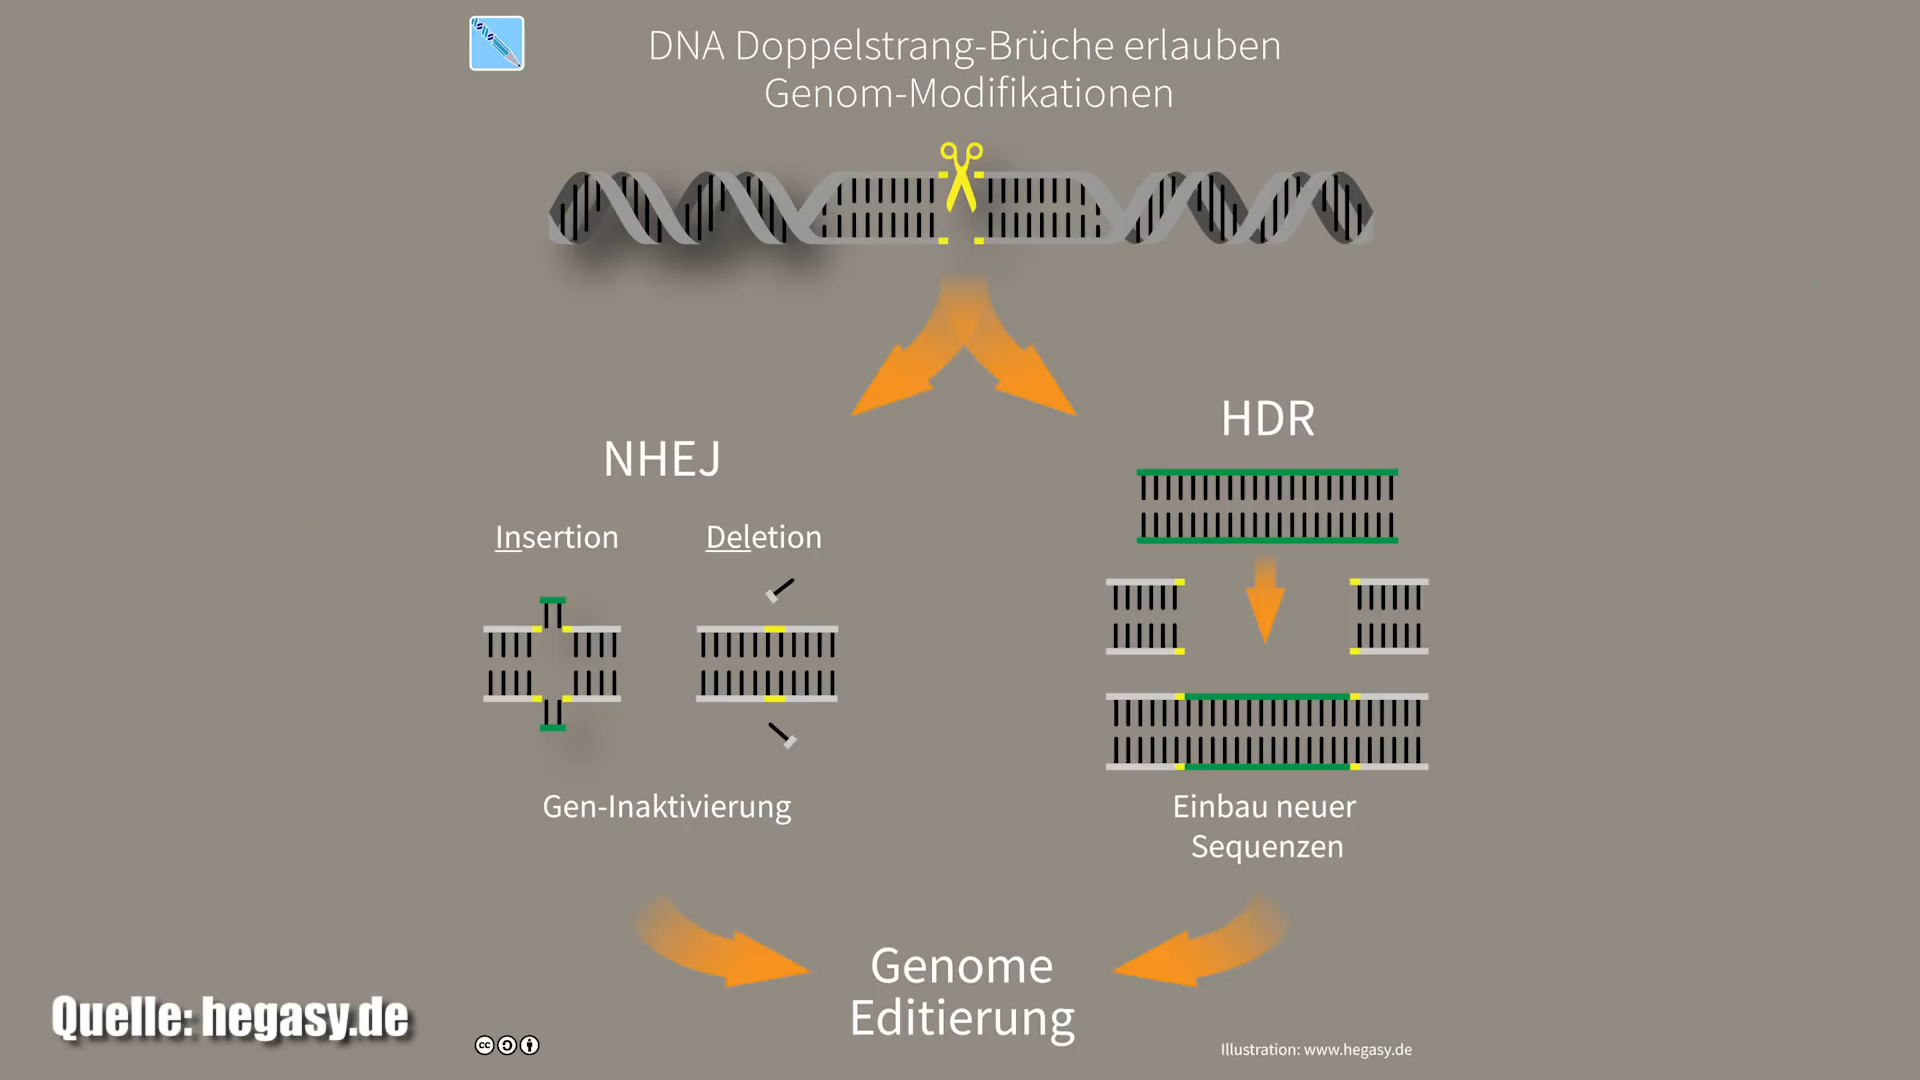 DNA Doppelstrang-Brüche erlauben
Genom-Modifikationen
NHEJ
Insertion
Deletion
Gen-Inaktivierung
HDR
Einbau neuer
Sequenzen
Genome
Editierung
Quelle: hegasy.de
cc
Illustration: www.hegasy.de